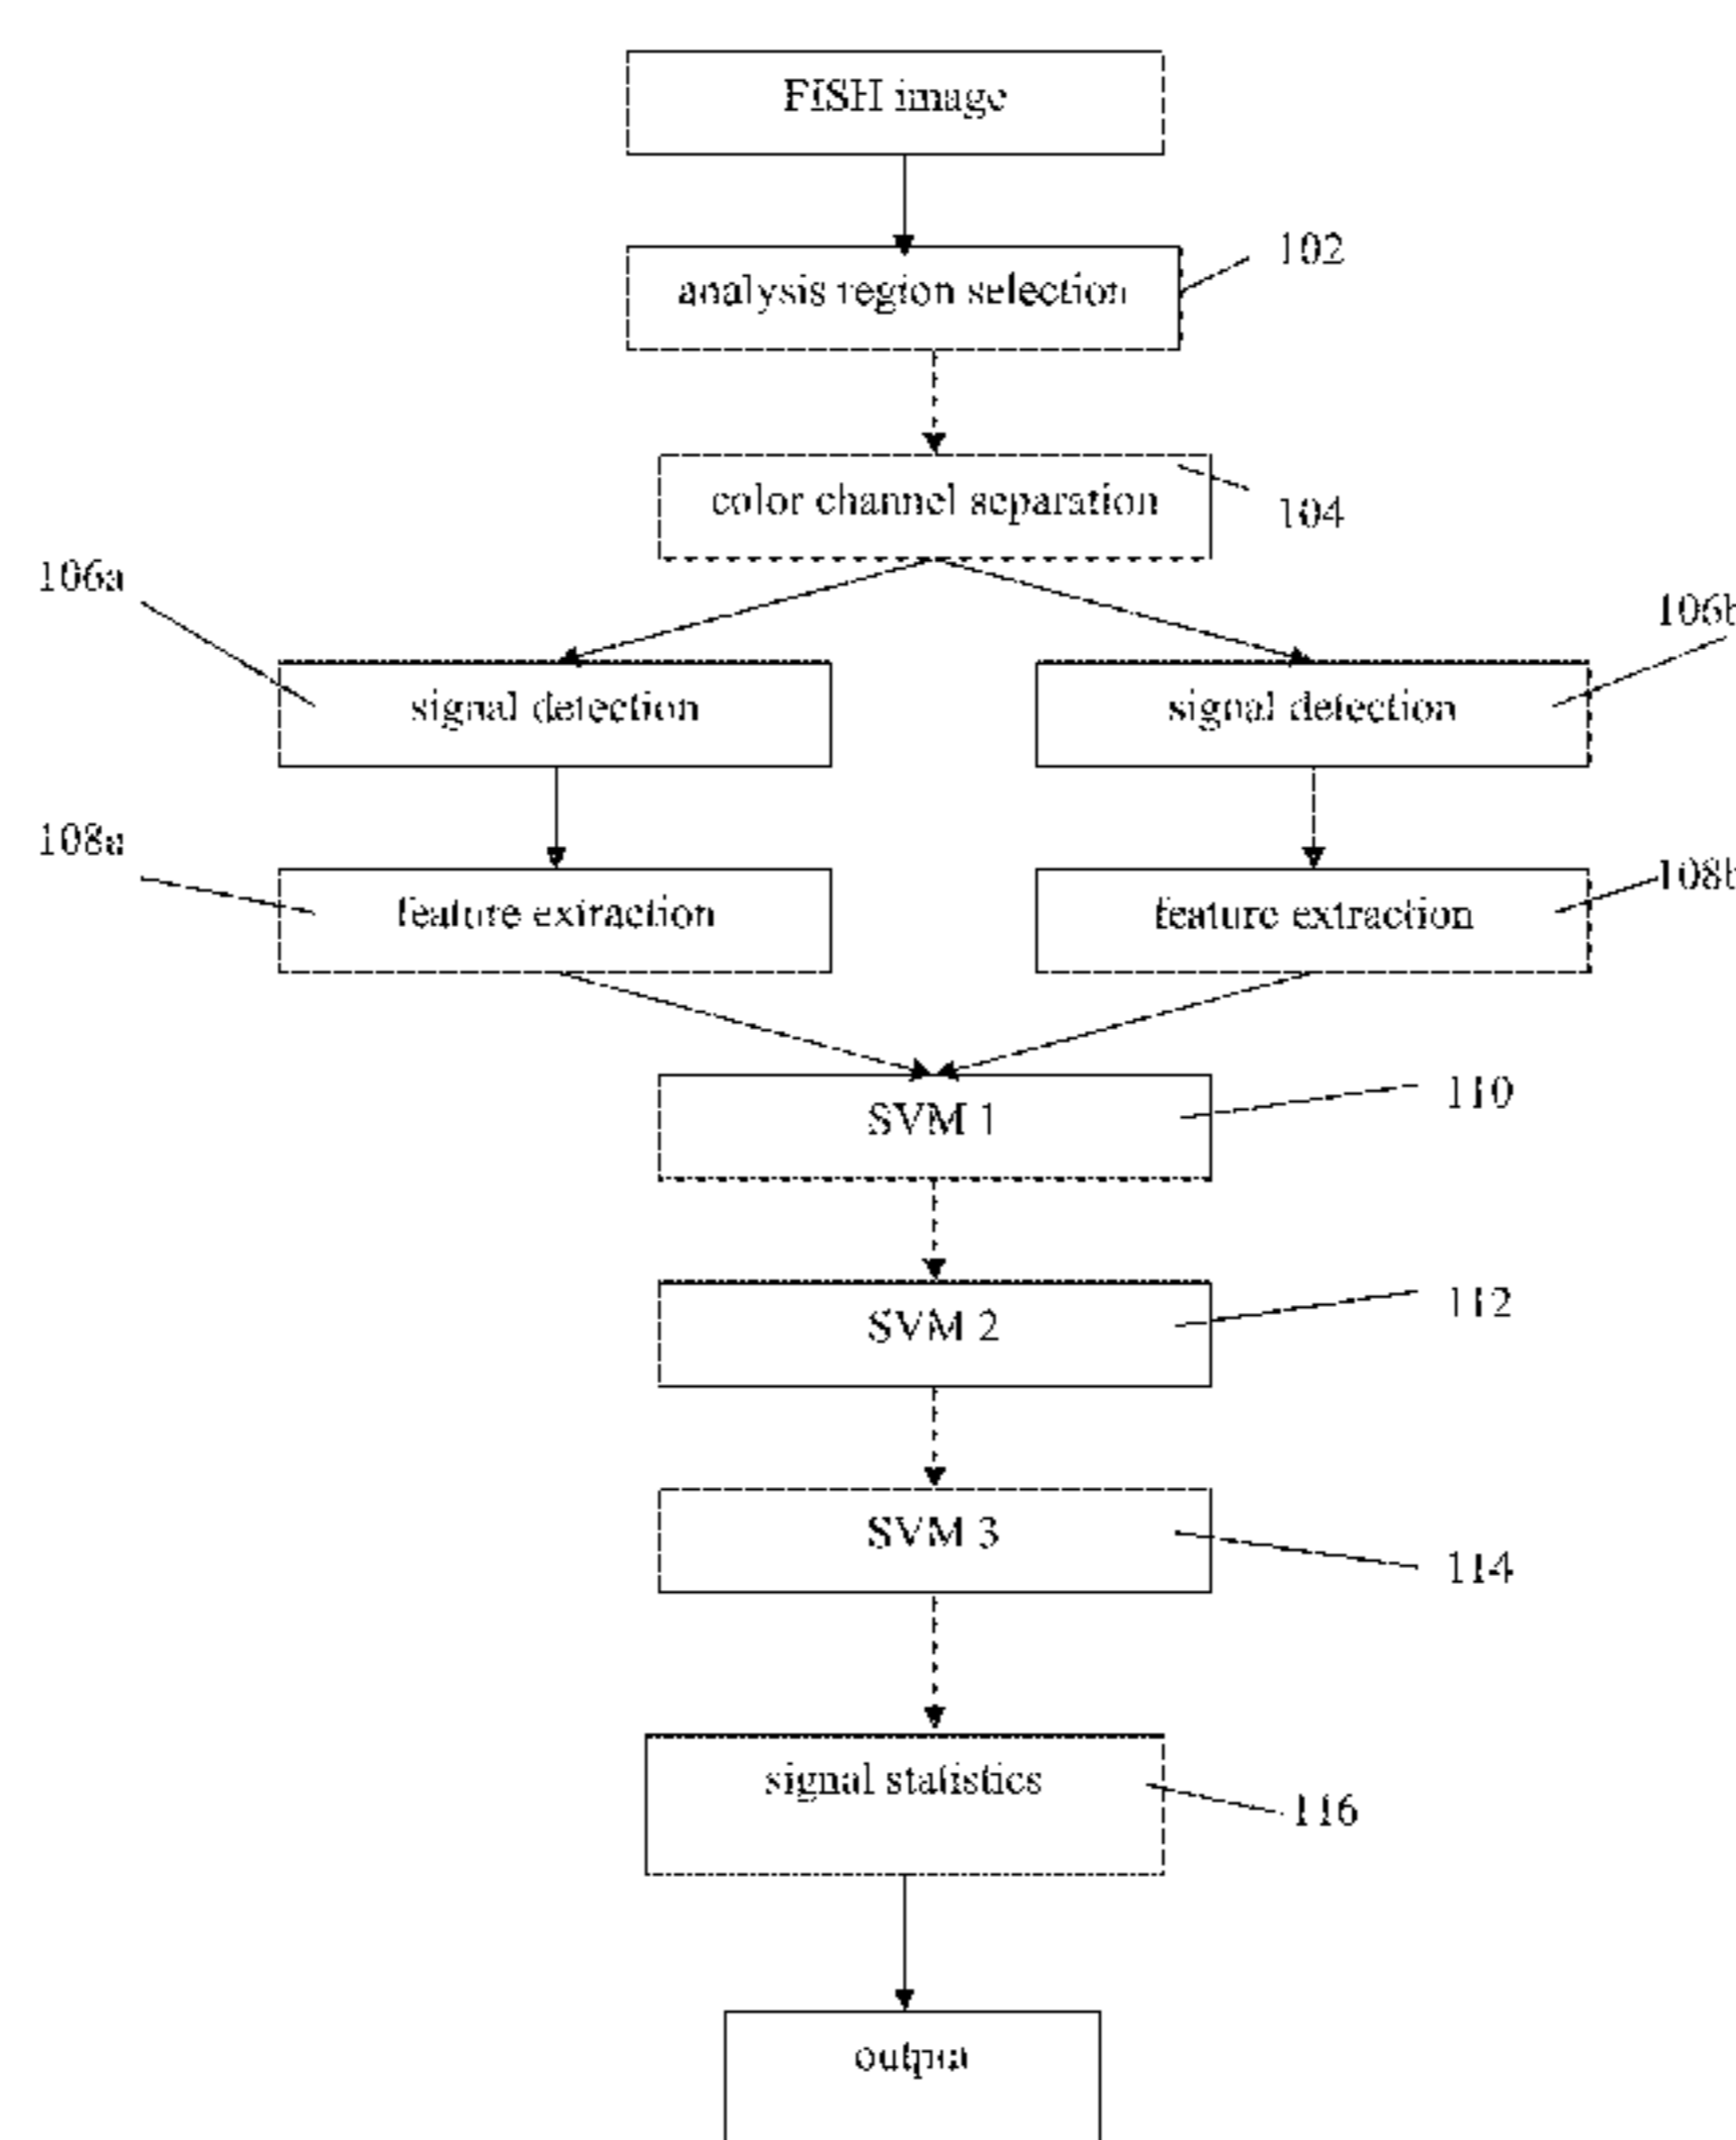 FISH image
analysis region selection
102
color channel separation
104
106a
106b
signal detection
signal detection
108a
108b
feature extraction
feature extraction
SVM 1
110
SVM 2
112
SVM 3
114
signal statistics
116
output